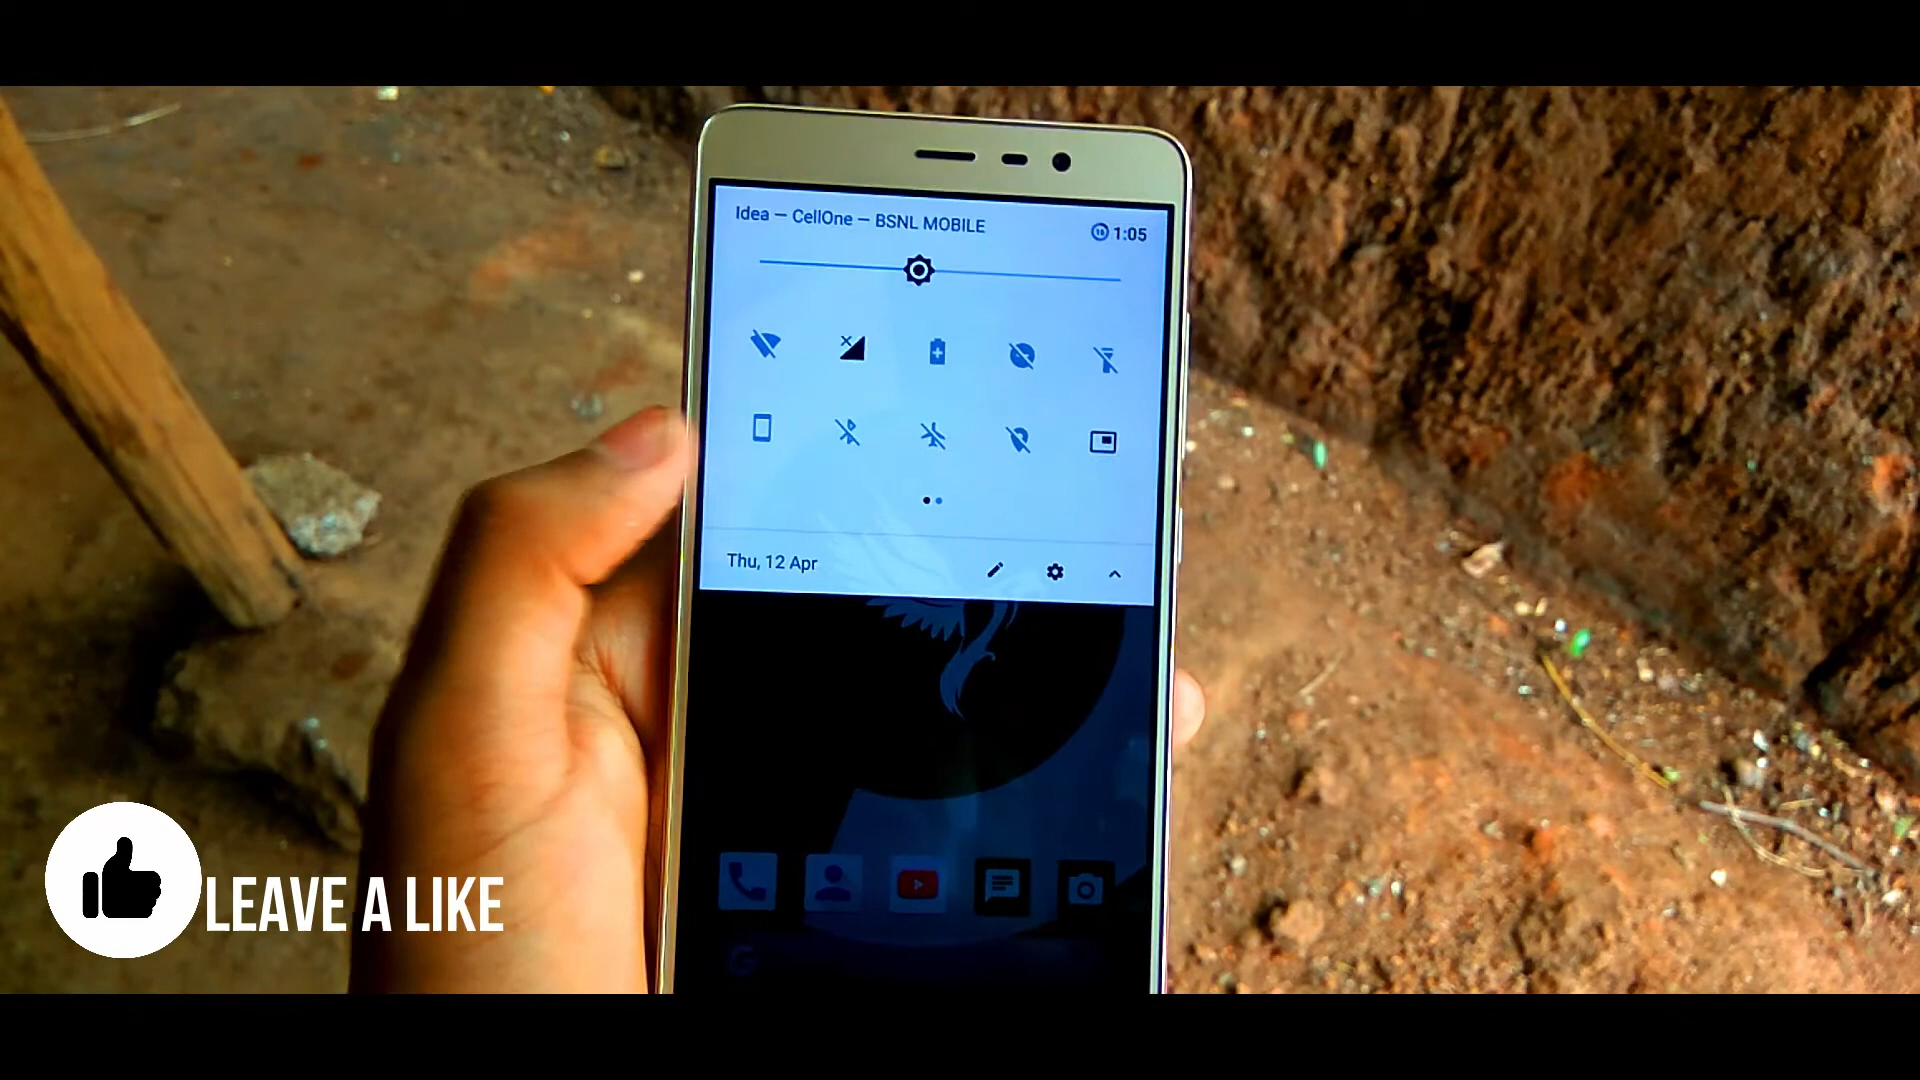 Idea — CellOne — BSNL MOBILE
1:05
Thu, 12 Apr
LEAVE A LIKE